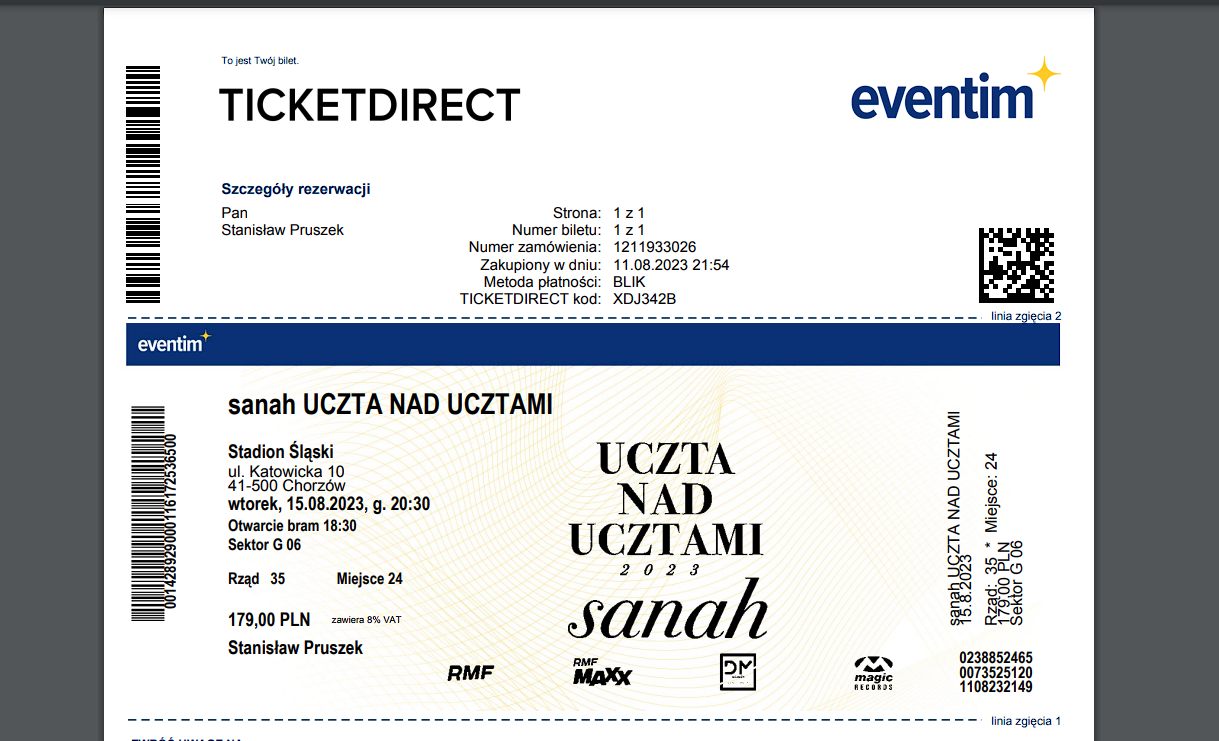 To jest Twój bilet.
TICKETDIRECT
eventim
Szczegóły rezerwacji
Pan
Stanisław Pruszek
Strona: 1 z 1
Numer biletu: 1 z 1
Numer zamówienia: 1211933026
Zakupiony w dniu: 11.08.2023 21:54
Metoda płatności: BLIK
TICKETDIRECT kod: XDJ342B
linia zgięcia 2
eventim
sanah UCZTA NAD UCZTAMI
Stadion Śląski
ul. Katowicka 10
41-500 Chorzów
wtorek, 15.08.2023, g. 20:30
Otwarcie bram 18:30
Sektor G 06
Rząd 35 Miejsce 24
179,00 PLN zawiera 8% VAT
Stanisław Pruszek
0014289290001161172536500
UCZTA
NAD
UCZTAMI
2023
sanah
RMF
RMF
MAXX
DM
magic
RECORDS
sanah UCZTA NAD UCZTAMI
15.8.2023
Rzad: 35 * Miejsce: 24
179,00 PLN
Sektor G 06
0238852465
0073525120
1108232149
linia zgięcia 1